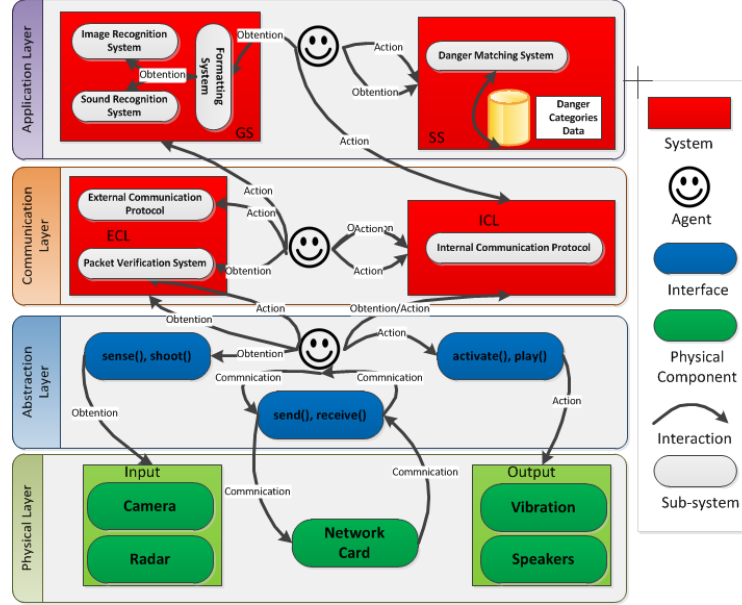 Application Layer
Image Recognition
System
Obtention
Sound Recognition
System
Formatting
System
GS
Obtention
Action
Obtention
Danger Matching System
Danger
Categories
Data
SS
Action
Action
Communication
Layer
External Communication
Protocol
ECL
Packet Verification System
Action
Obtention
Action
Action
ICL
Internal Communication Protocol
Obtention
Action
Obtention/Action
Abstraction
Layer
sense(), shoot()
Obtention
Action
activate(), play()
Commnication
Commnication
send(), receive()
Obtention
Action
Physical Layer
Input
Camera
Radar
Commnication
Network
Card
Commnication
Output
Vibration
Speakers
System
Agent
Interface
Physical
Component
Interaction
Sub-system